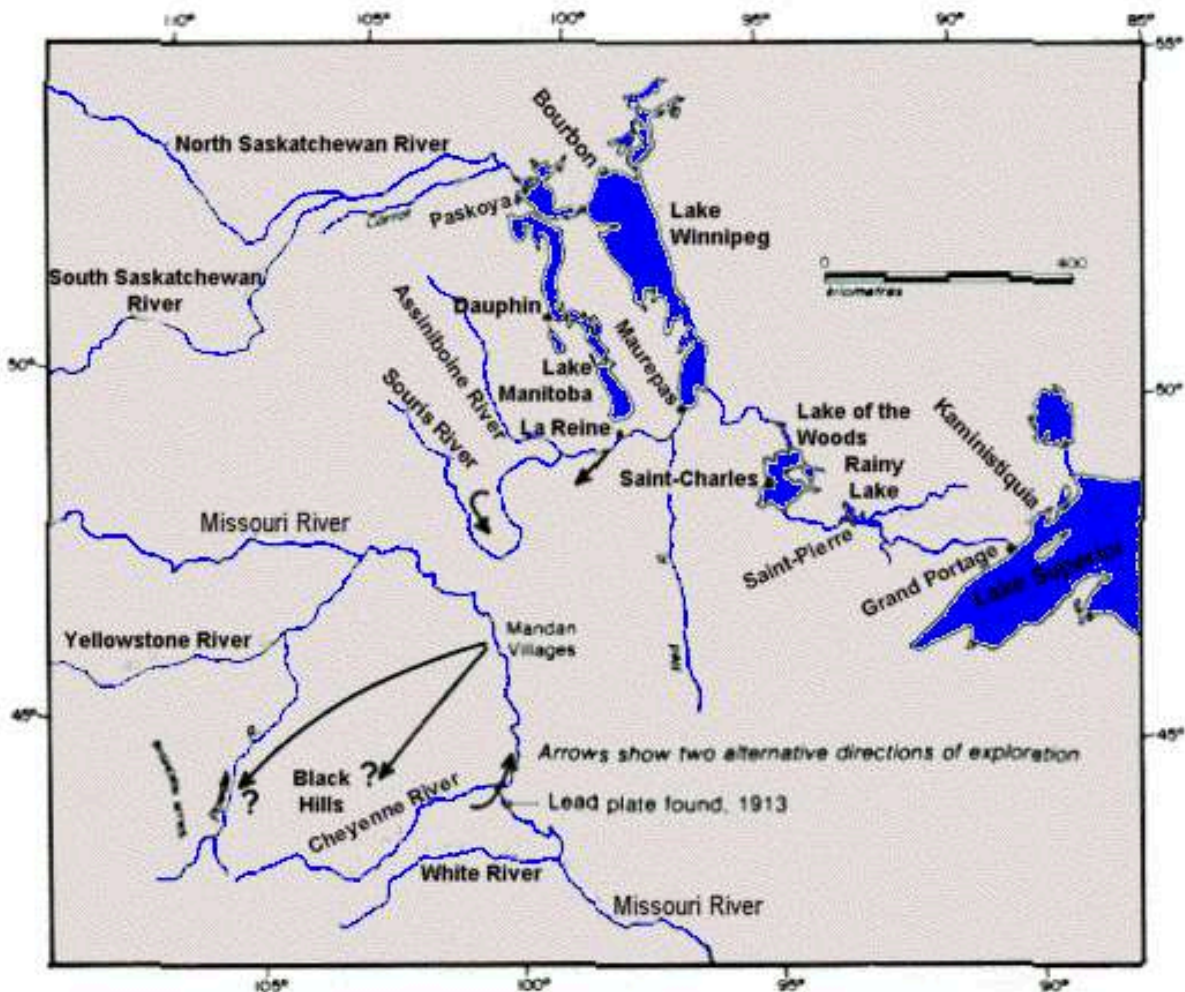 110° 105° 100° 95° 90° 85°
55°
Bourbon
North Saskatchewan River
Paskoya
Lake
Winnipeg
Carrot
South Saskatchewan
River
0 400
kilometres
Dauphin
Assiniboine River
Maurepas
50°
Lake
Manitoba
50°
Souris River
La Reine
Lake of the
Woods
Kaministiquia
Rainy
Lake
Saint-Charles
Missouri River
Saint-Pierre
Grand Portage
Lake Superior
R
Yellowstone River
Mandan
Villages
Red
45°
45°
R
Arrows show two alternative directions of exploration
Black ?
Hills
?
Cheyenne River
Lead plate found, 1913
White River
Missouri River
105° 100° 95° 90°